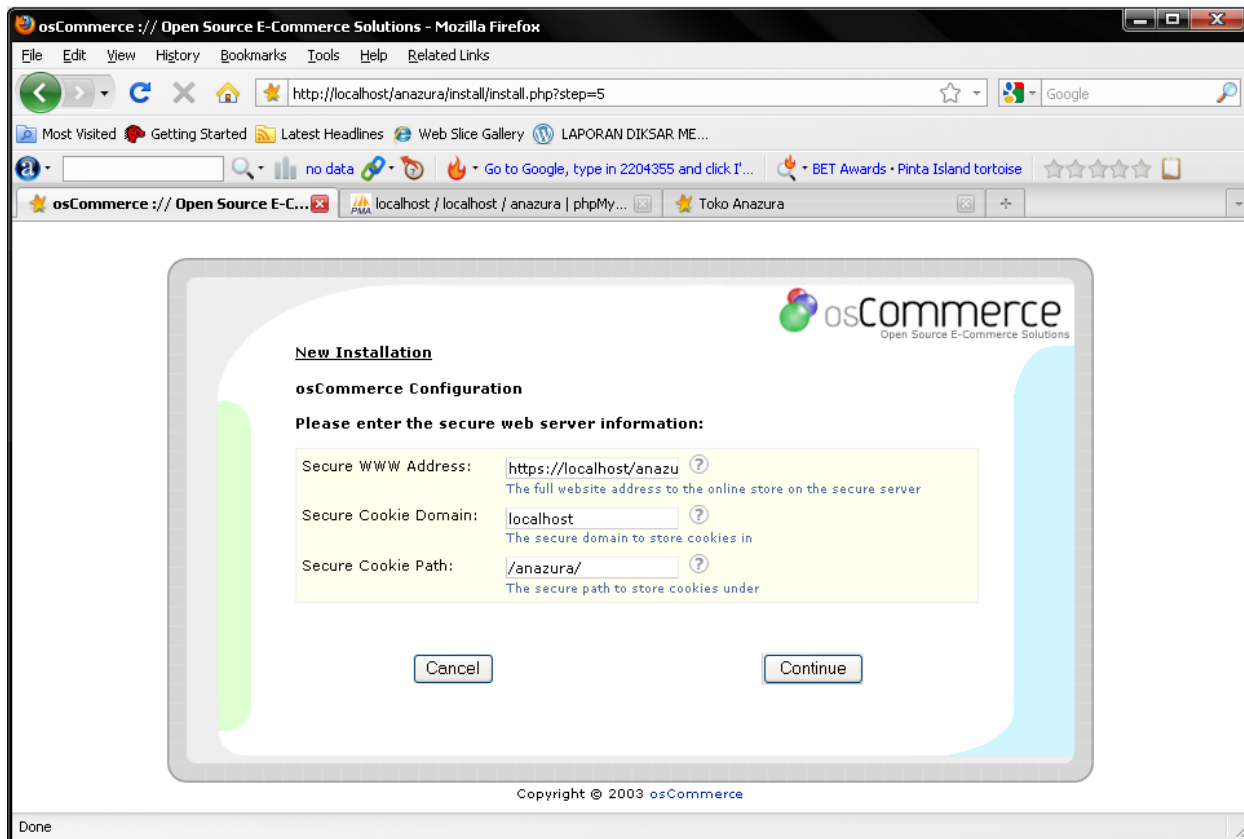 osCommerce :// Open Source E-Commerce Solutions - Mozilla Firefox
File Edit View History Bookmarks Tools Help Related Links
http://localhost/anazura/install/install.php?step=5 Google
Most Visited Getting Started Latest Headlines Web Slice Gallery LAPORAN DIKSAR ME...
a no data Go to Google, type in 2204355 and click I'... BET Awards • Pinta Island tortoise
osCommerce :// Open Source E-C... PMA localhost / localhost / anazura | phpMy... Toko Anazura
osCommerce
Open Source E-Commerce Solutions
New Installation
osCommerce Configuration
Please enter the secure web server information:
Secure WWW Address: https://localhost/anazu ?
The full website address to the online store on the secure server
Secure Cookie Domain: localhost ?
The secure domain to store cookies in
Secure Cookie Path: /anazura/ ?
The secure path to store cookies under
Cancel Continue
Copyright © 2003 osCommerce
Done